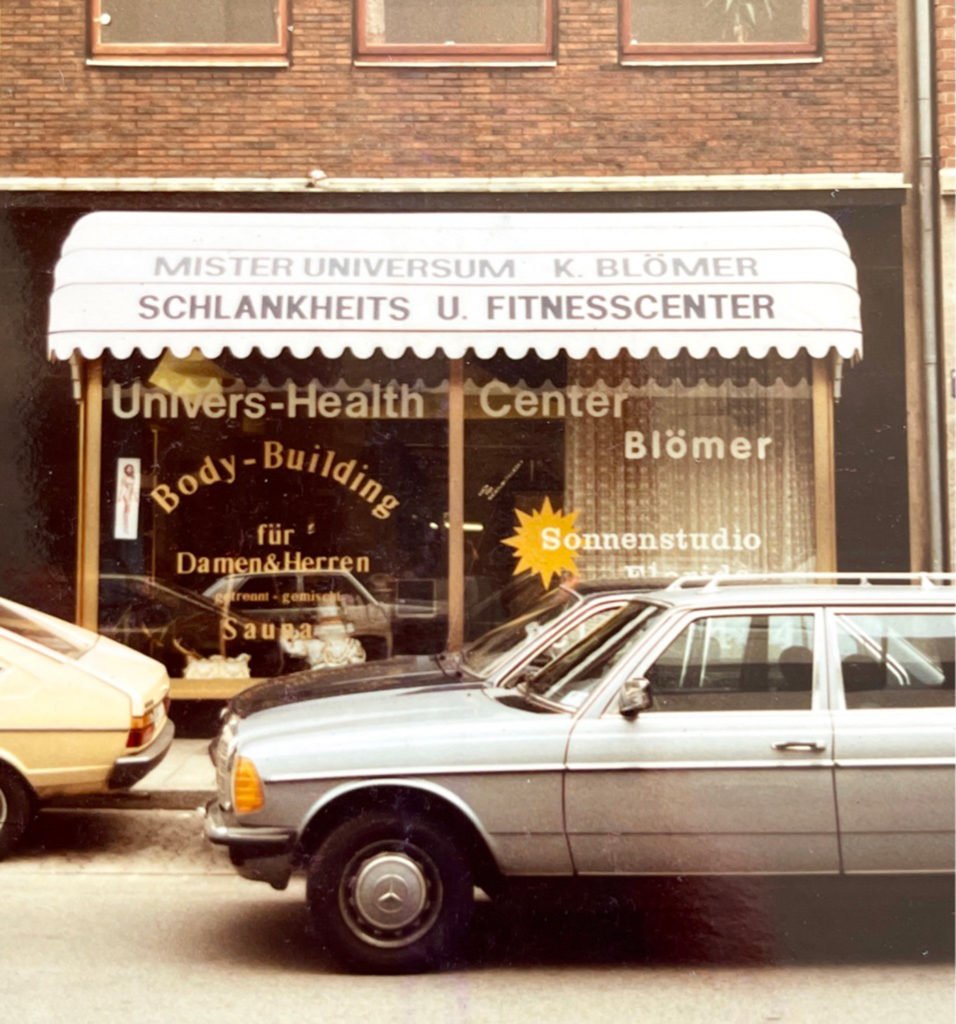 MISTER UNIVERSUM K. BLÖMER
SCHLANKHEITS U. FITNESSCENTER
Univers-Health Center
Blömer
Body-Building
für
Damen&Herren
getrennt - gemischt
Sauna
Sonnenstudio